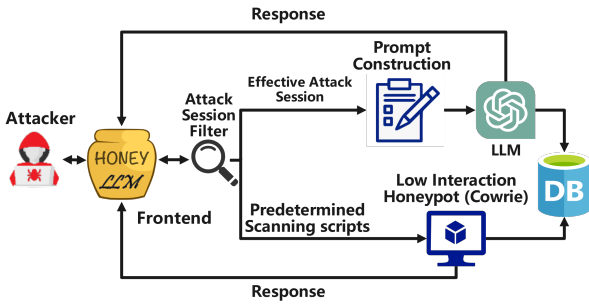 Response
Prompt
Construction
Effective Attack
Session
Attack
Session
Filter
Attacker
HONEY
LLM
LLM
Low Interaction
Honeypot (Cowrie)
DB
Frontend
Predetermined
Scanning scripts
Response